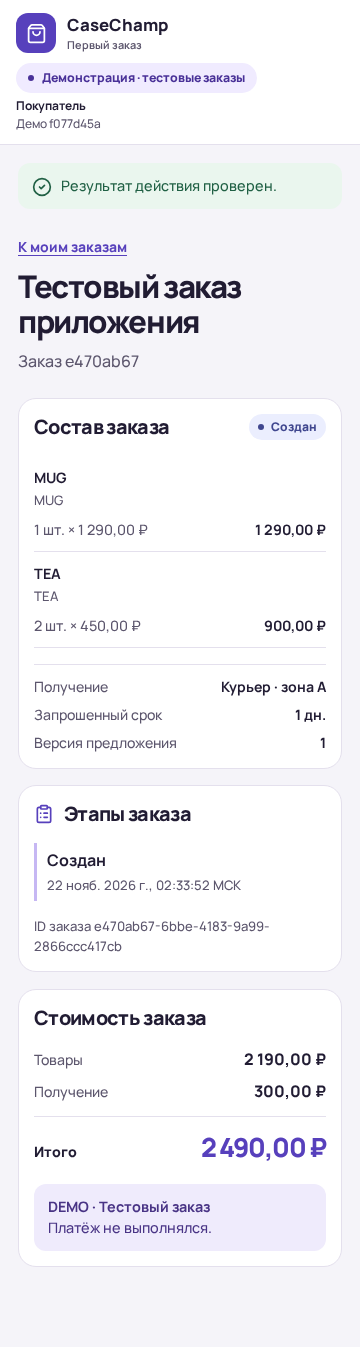 CaseChamp
Первый заказ
Демонстрация · тестовые заказы
Покупатель
Демо f077d45a
Результат действия проверен.
К моим заказам
Тестовый заказ
приложения
Заказ e470ab67
Состав заказа
Создан
MUG
MUG
1 шт. × 1 290,00 ₽ 1 290,00 ₽
TEA
TEA
2 шт. × 450,00 ₽ 900,00 ₽
Получение Курьер · зона A
Запрошенный срок 1 дн.
Версия предложения 1
Этапы заказа
Создан
22 нояб. 2026 г., 02:33:52 МСК
ID заказа e470ab67-6bbe-4183-9a99-
2866ccc417cb
Стоимость заказа
Товары 2 190,00 ₽
Получение 300,00 ₽
Итого 2 490,00 ₽
DEMO · Тестовый заказ
Платёж не выполнялся.